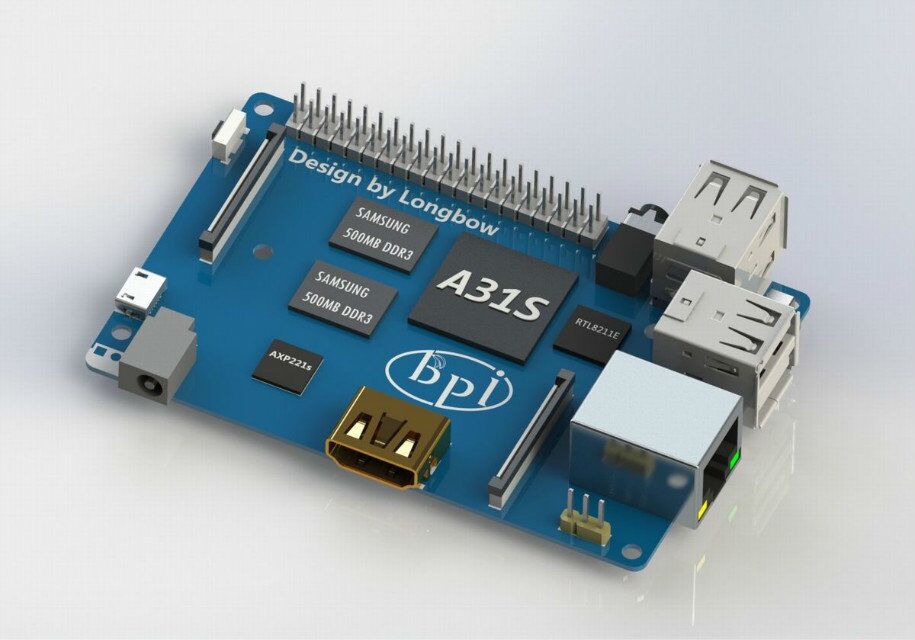 Design by Longbow
SAMSUNG
500MB DDR3
SAMSUNG
500MB DDR3
A31S
RTL8211E
AXP221s
bpi